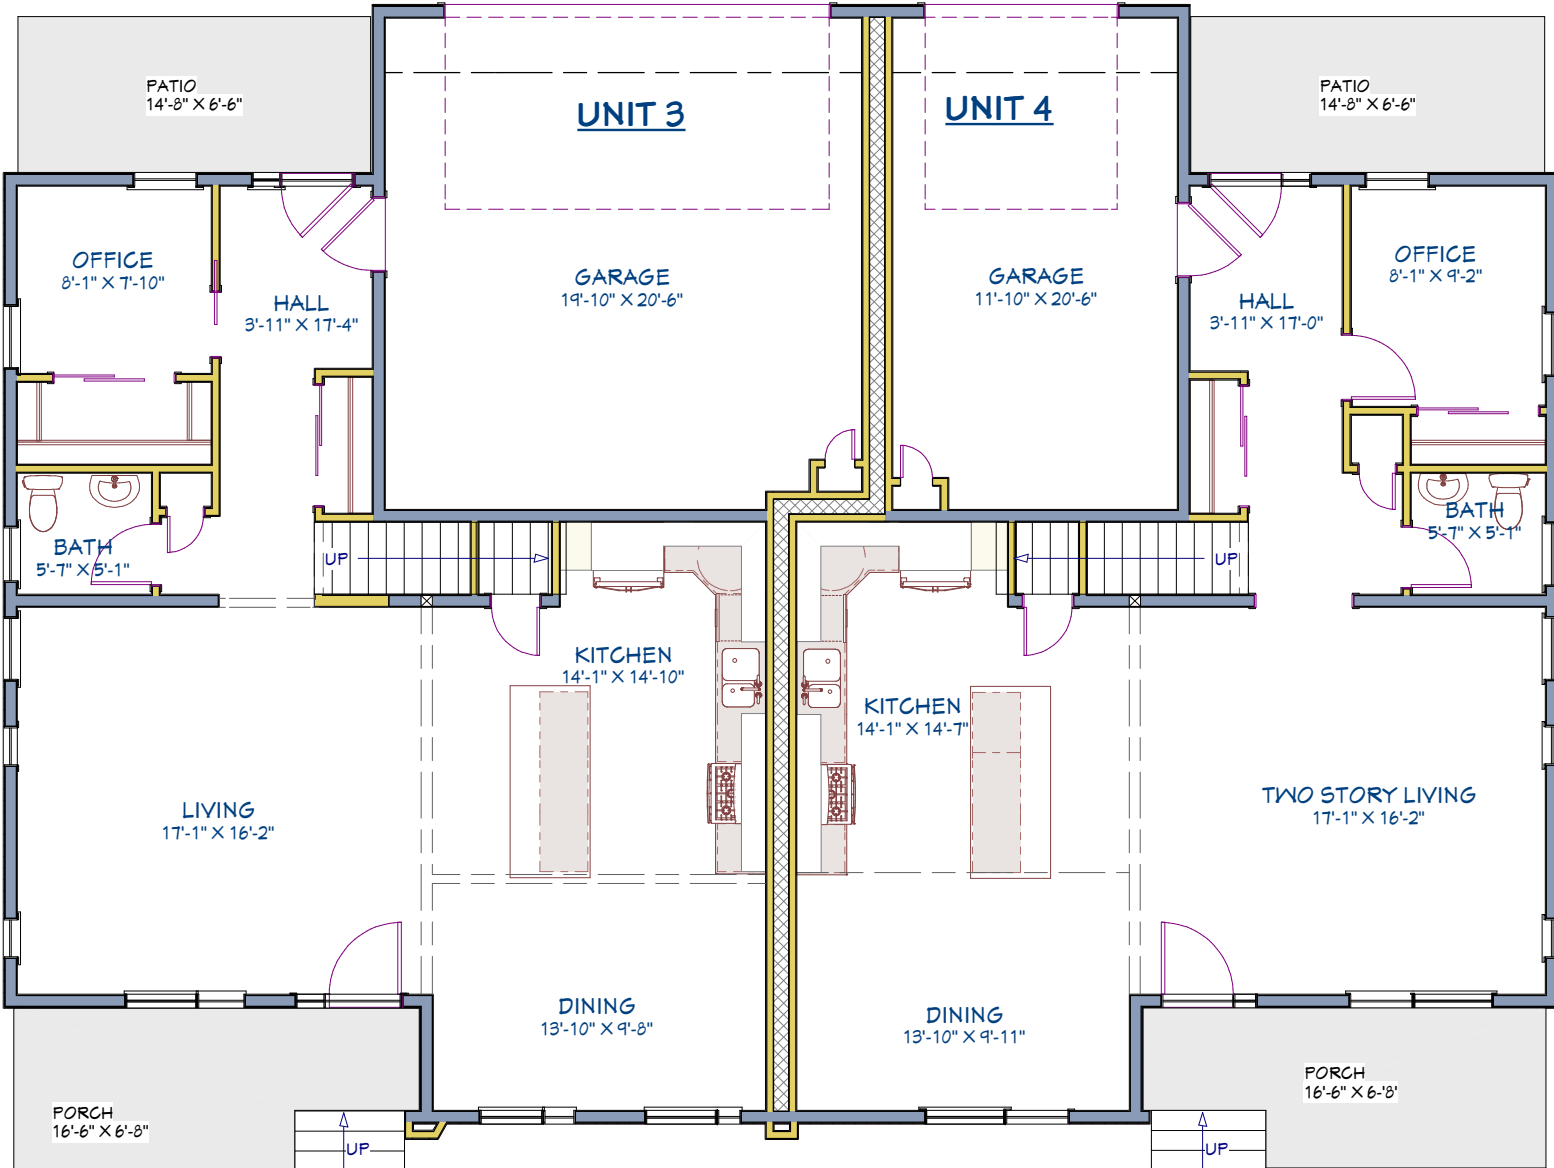 PATIO
14'-8" X 6'-6"
UNIT 3
UNIT 4
PATIO
14'-8" X 6'-6"
OFFICE
8'-1" X 7'-10"
HALL
3'-11" X 17'-4"
GARAGE
19'-10" X 20'-6"
GARAGE
11'-10" X 20'-6"
HALL
3'-11" X 17'-0"
OFFICE
8'-1" X 9'-2"
BATH
5'-7" X 5'-1"
UP
UP
BATH
5'-7" X 5'-1"
KITCHEN
14'-1" X 14'-10"
KITCHEN
14'-1" X 14'-7"
LIVING
17'-1" X 16'-2"
TWO STORY LIVING
17'-1" X 16'-2"
DINING
13'-10" X 9'-8"
DINING
13'-10" X 9'-11"
PORCH
16'-6" X 6'-8"
UP
PORCH
16'-6" X 6-'8'
UP